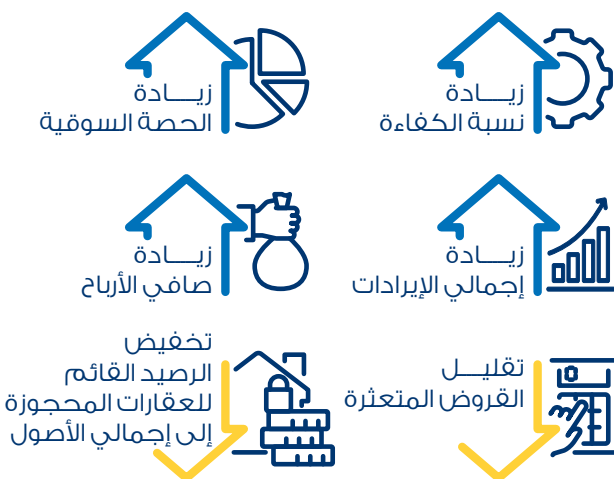 زيـــادة
نسبة الكفاءة
زيـــادة
الحصة السوقية
زيـــادة
إجمالي الإيرادات
زيـــادة
صافي الأرباح
تقليـــل
القروض المتعثرة
تخفيض
الرصيد القائم
للعقارات المحجوزة
إلى إجمالي الأصول